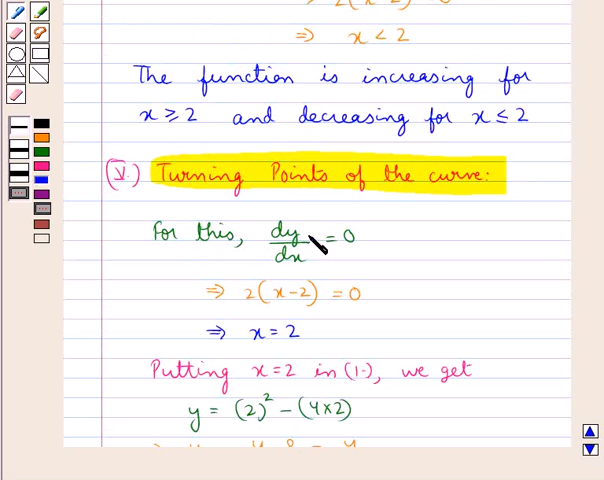 ⇒ x < 2
The function is increasing for
x ≥ 2 and decreasing for x ≤ 2
(V.) Turning Points of the curve:
For this, dy/dx = 0
⇒ 2(x-2) = 0
⇒ x = 2
Putting x=2 in (1.), we get
y = (2)² - (4×2)